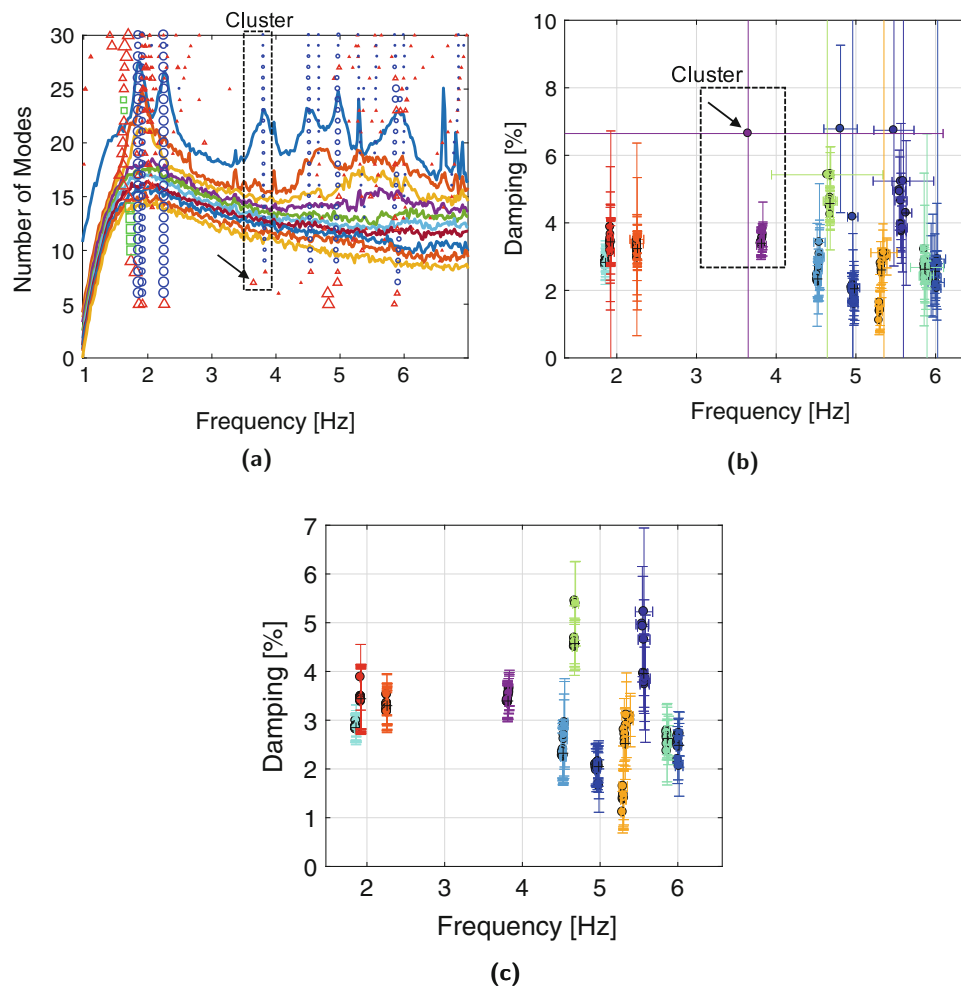 Cluster
30
25
20
15
10
5
0
Number of Modes
1 2 3 4 5 6
Frequency [Hz]
(a)
10
8
6
4
2
0
Damping [%]
Cluster
2 3 4 5 6
Frequency [Hz]
(b)
7
6
5
4
3
2
1
0
Damping [%]
2 3 4 5 6
Frequency [Hz]
(c)